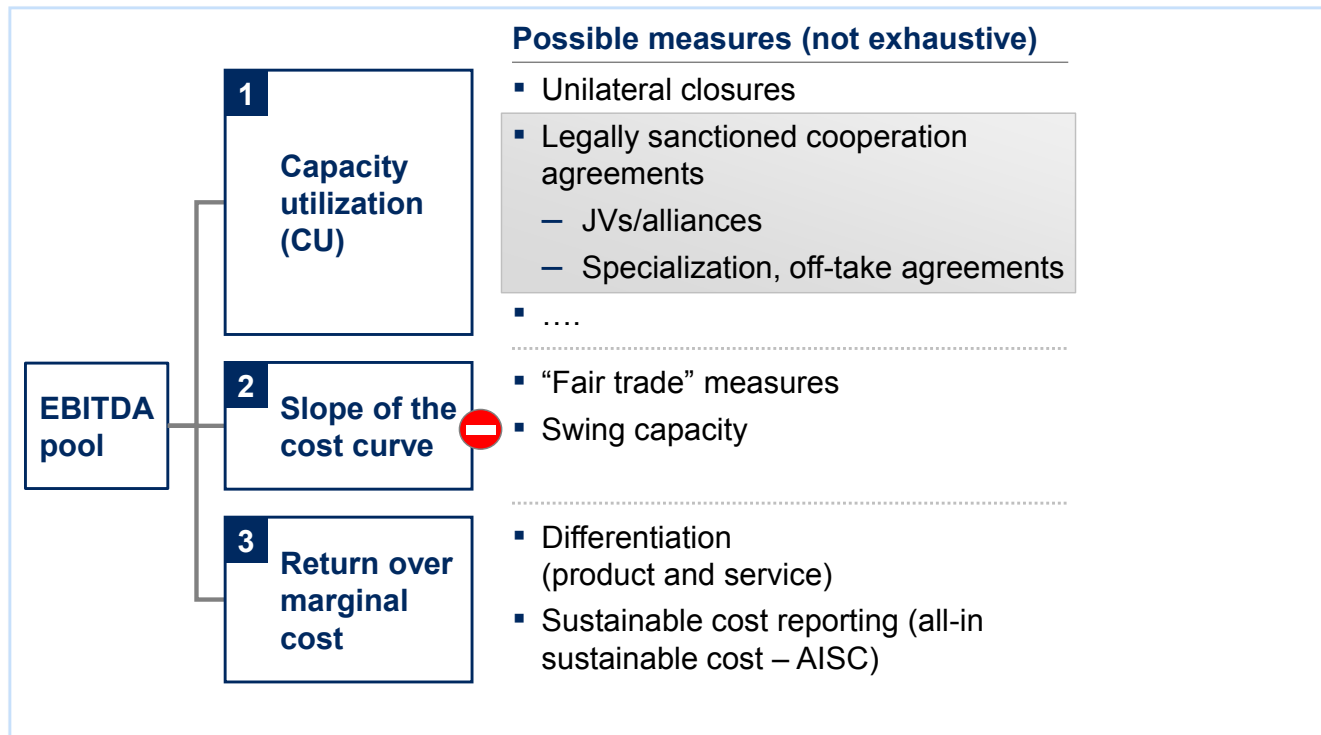 Possible measures (not exhaustive)
1
Capacity
utilization
(CU)
▪ Unilateral closures
▪ Legally sanctioned cooperation
agreements
– JVs/alliances
– Specialization, off-take agreements
▪ ….
EBITDA
pool
2
Slope of the
cost curve
▪ “Fair trade” measures
▪ Swing capacity
3
Return over
marginal
cost
▪ Differentiation
(product and service)
▪ Sustainable cost reporting (all-in
sustainable cost – AISC)